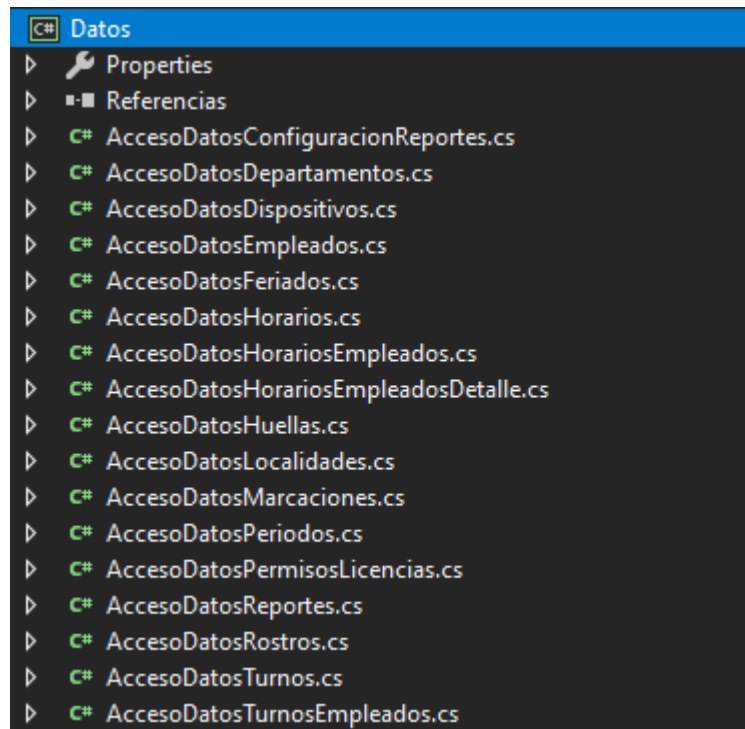 C# Datos
Properties
Referencias
C# AccesoDatosConfiguracionReportes.cs
C# AccesoDatosDepartamentos.cs
C# AccesoDatosDispositivos.cs
C# AccesoDatosEmpleados.cs
C# AccesoDatosFeriados.cs
C# AccesoDatosHorarios.cs
C# AccesoDatosHorariosEmpleados.cs
C# AccesoDatosHorariosEmpleadosDetalle.cs
C# AccesoDatosHuellas.cs
C# AccesoDatosLocalidades.cs
C# AccesoDatosMarcaciones.cs
C# AccesoDatosPeriodos.cs
C# AccesoDatosPermisosLicencias.cs
C# AccesoDatosReportes.cs
C# AccesoDatosRostros.cs
C# AccesoDatosTurnos.cs
C# AccesoDatosTurnosEmpleados.cs